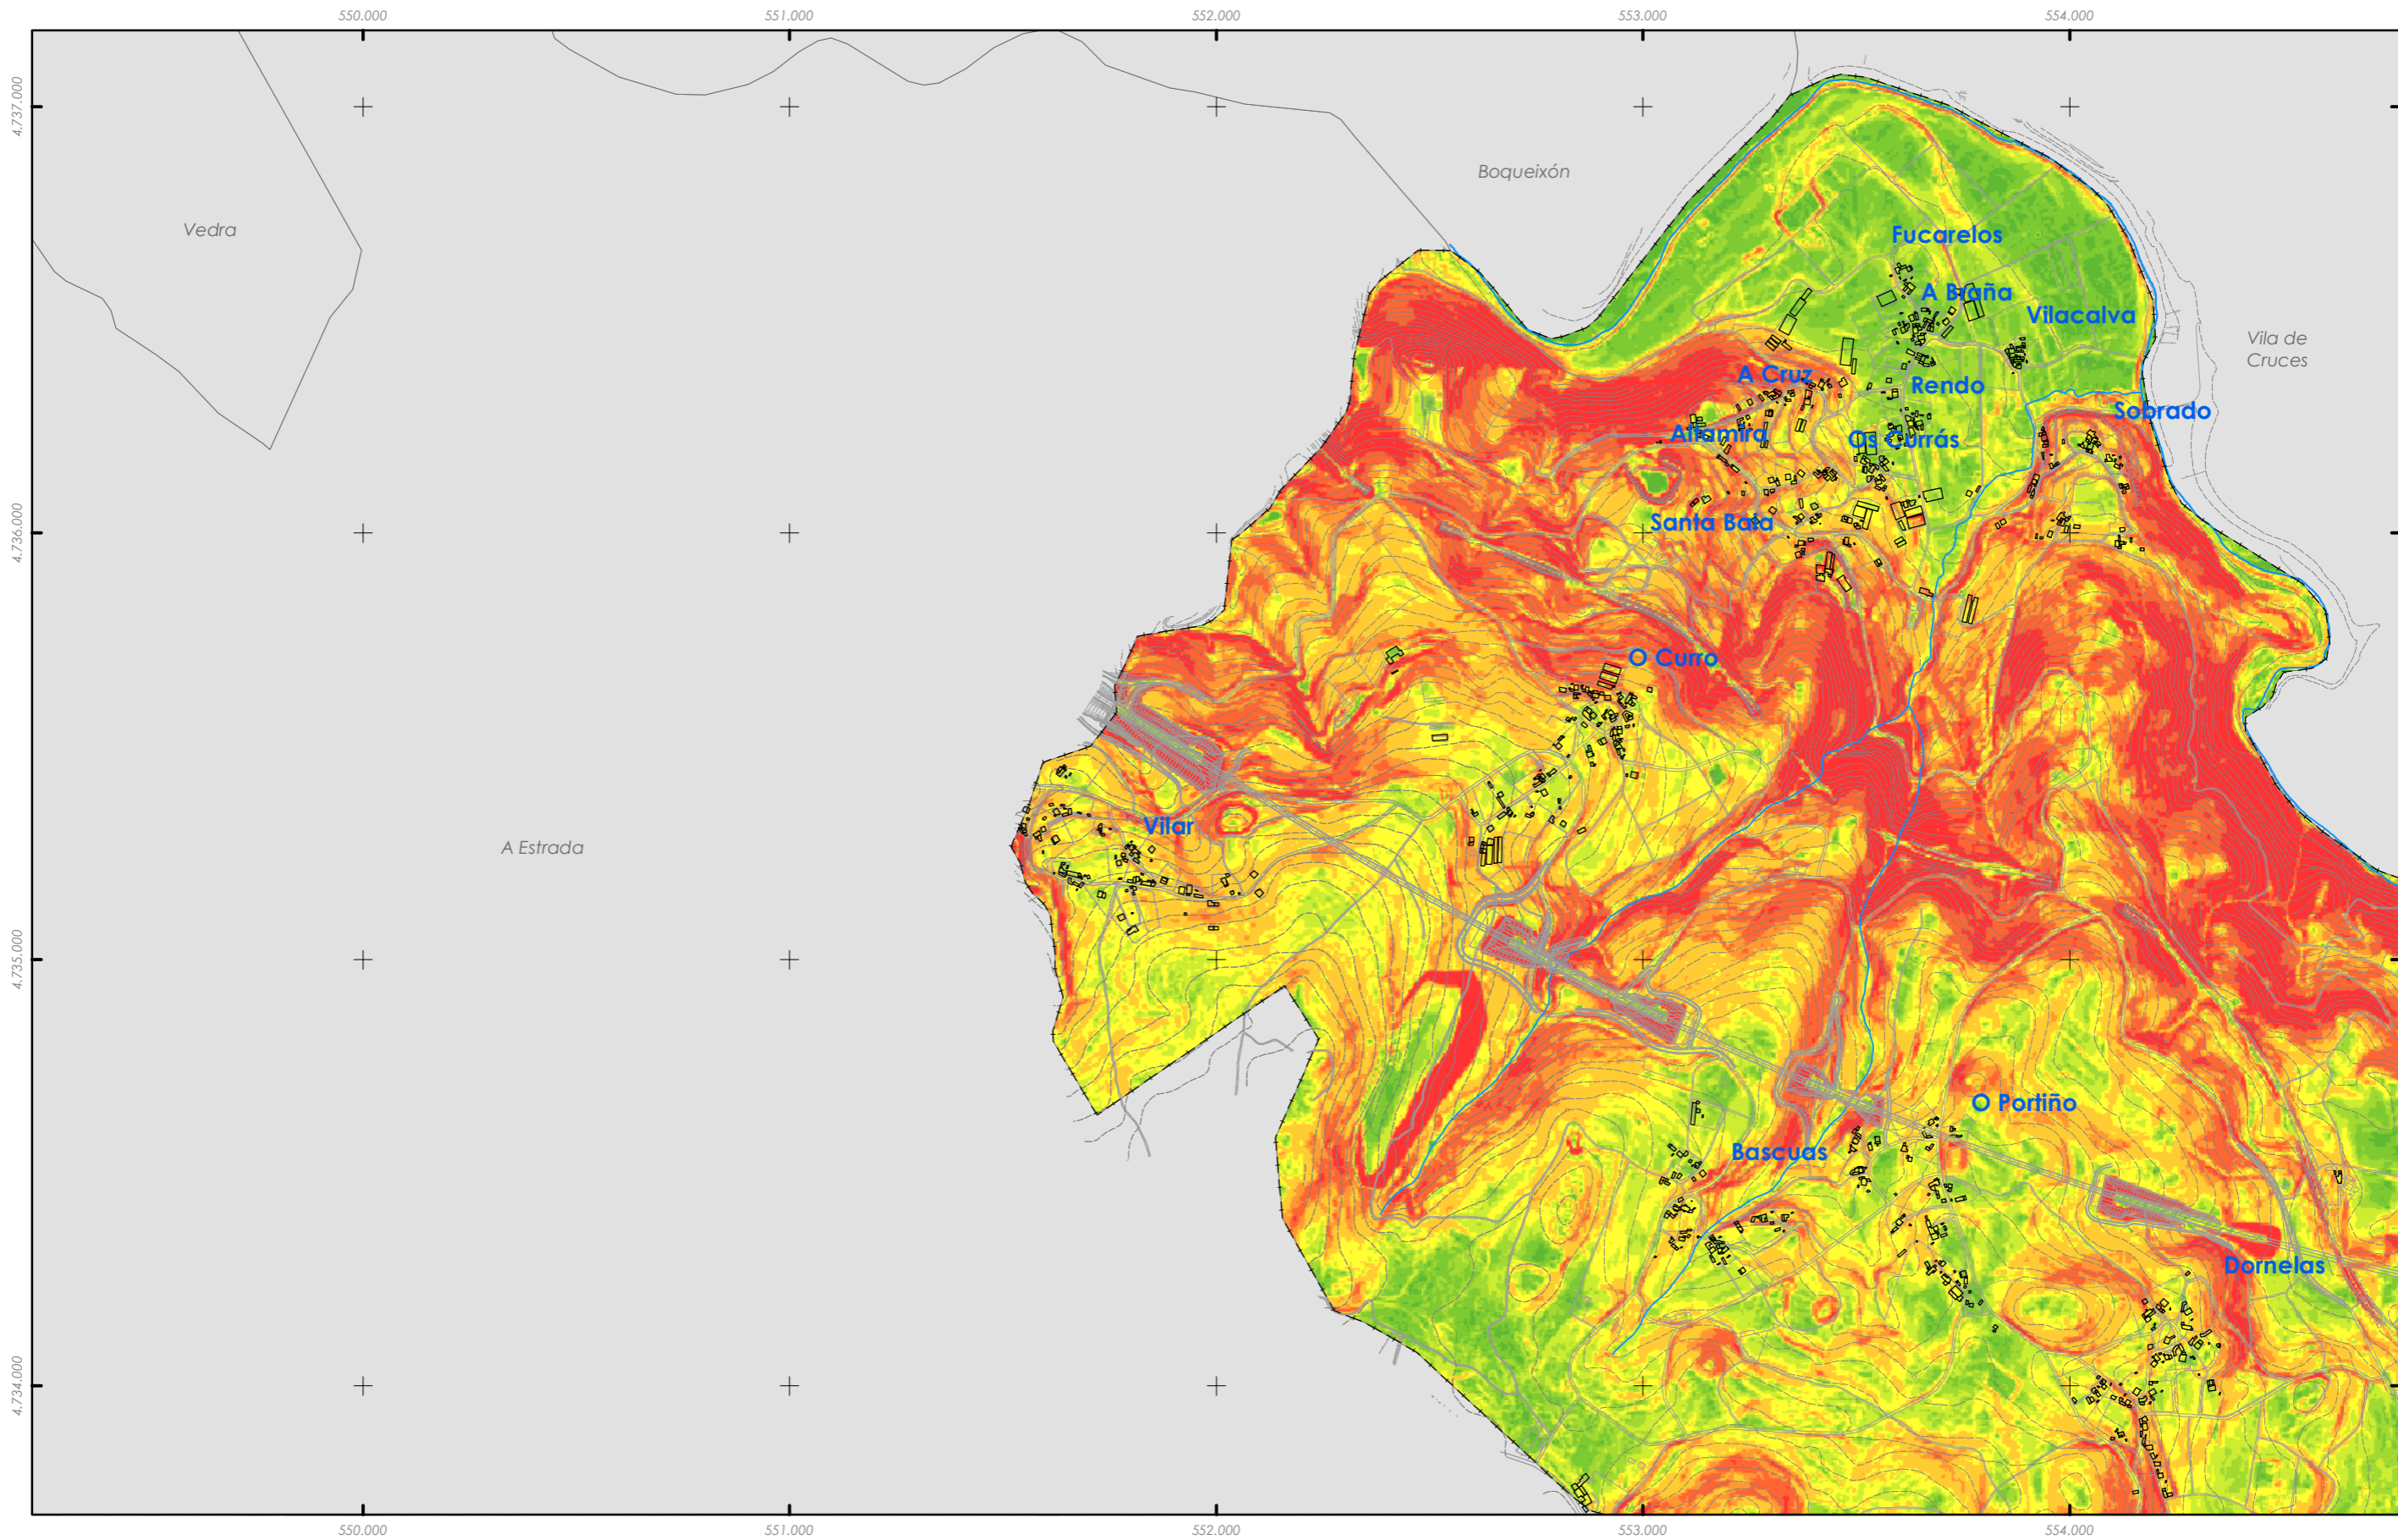 550.000
551.000
552.000
553.000
554.000
4.737.000
Boqueixón
Vedra
Fucarelos
A Braña
Vilacalva
Vila de
Cruces
A Cruz
Rendo
Sobrado
Altamira
Os Currás
4.736.000
Santa Baia
O Curro
Vilar
A Estrada
4.735.000
O Portiño
Bascuas
Dornelas
4.734.000
550.000
551.000
552.000
553.000
554.000